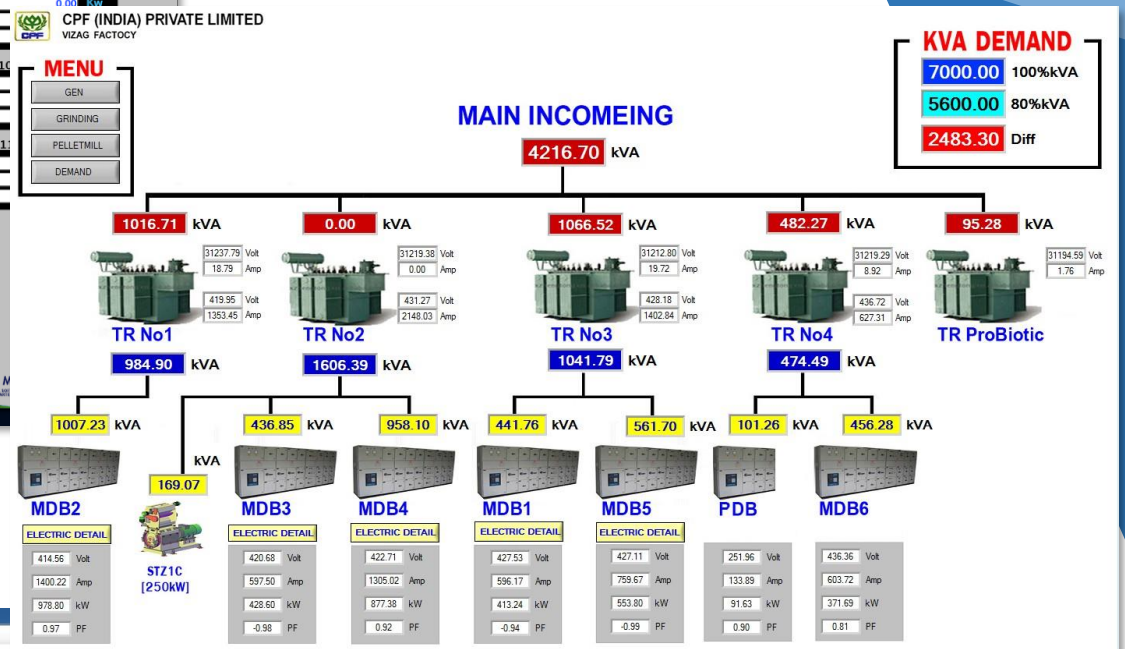 0.00 Kw
CPF (INDIA) PRIVATE LIMITED
VIZAG FACTOCY
CPF
MENU
GEN
GRINDING
PELLETMILL
DEMAND
KVA DEMAND
7000.00 100%kVA
5600.00 80%kVA
2483.30 Diff
MAIN INCOMEING
4216.70 kVA
1016.71 kVA 0.00 kVA 1066.52 kVA 482.27 kVA 95.28 kVA
31237.79 Volt 31219.38 Volt 31212.80 Volt 31219.29 Volt 31194.59 Volt
18.79 Amp 0.00 Amp 19.72 Amp 8.92 Amp 1.76 Amp
419.95 Volt 431.27 Volt 428.18 Volt 436.72 Volt
1353.45 Amp 2148.03 Amp 1402.84 Amp 627.31 Amp
TR No1 TR No2 TR No3 TR No4 TR ProBiotic
984.90 kVA 1606.39 kVA 1041.79 kVA 474.49 kVA
1007.23 kVA 436.85 kVA 958.10 kVA 441.76 kVA 561.70 kVA 101.26 kVA 456.28 kVA
kVA
169.07
MDB2 MDB3 MDB4 MDB1 MDB5 PDB MDB6
ELECTRIC DETAIL ELECTRIC DETAIL ELECTRIC DETAIL ELECTRIC DETAIL ELECTRIC DETAIL
STZ1C
[250kW]
414.56 Volt 420.68 Volt 422.71 Volt 427.53 Volt 427.11 Volt 251.96 Volt 436.36 Volt
1400.22 Amp 597.50 Amp 1305.02 Amp 596.17 Amp 759.67 Amp 133.89 Amp 603.72 Amp
978.80 kW 428.60 kW 877.38 kW 413.24 kW 553.80 kW 91.63 kW 371.69 kW
0.97 PF -0.98 PF 0.92 PF -0.94 PF -0.99 PF 0.90 PF 0.81 PF